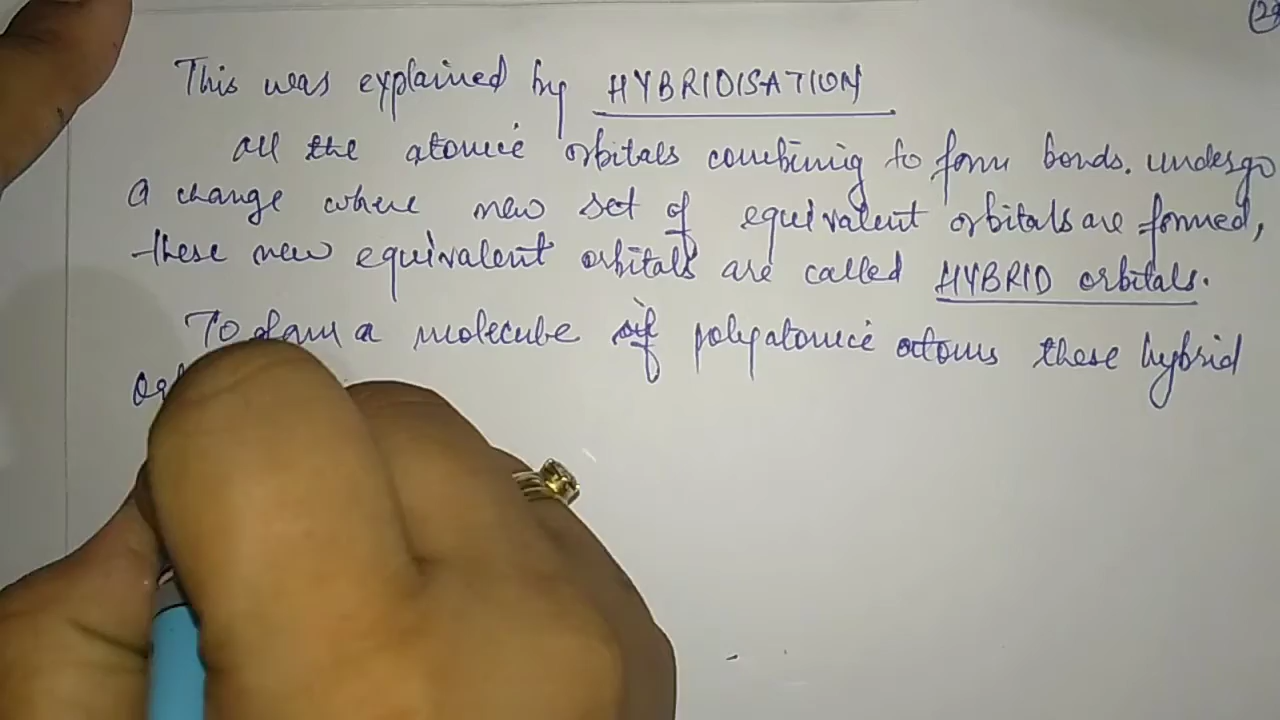 This was explained by HYBRIDISATION
all the atomic orbitals combining to form bonds. undergo
a change where new set of equivalent orbitals are formed,
these new equivalent orbitals are called HYBRID orbitals.
To form a molecule of polyatomic atoms these hybrid